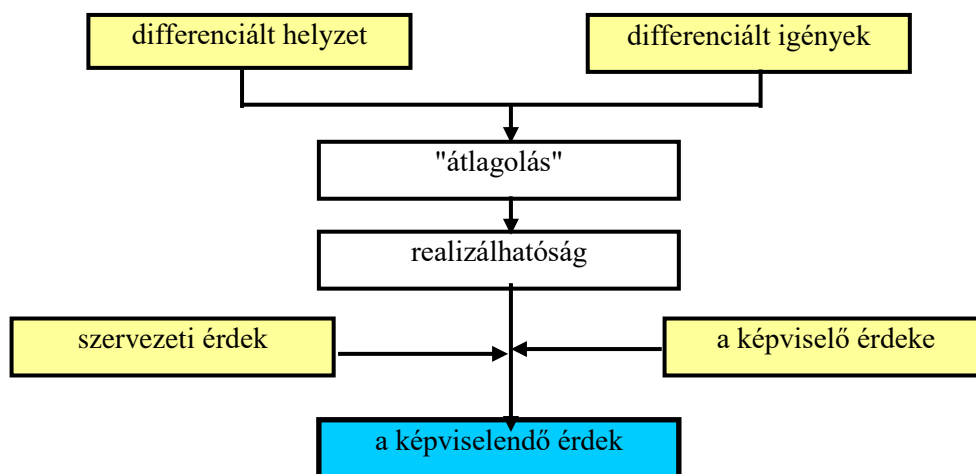 differenciált helyzet
differenciált igények
"átlagolás"
realizálhatóság
szervezeti érdek
a képviselő érdeke
a képviselendő érdek